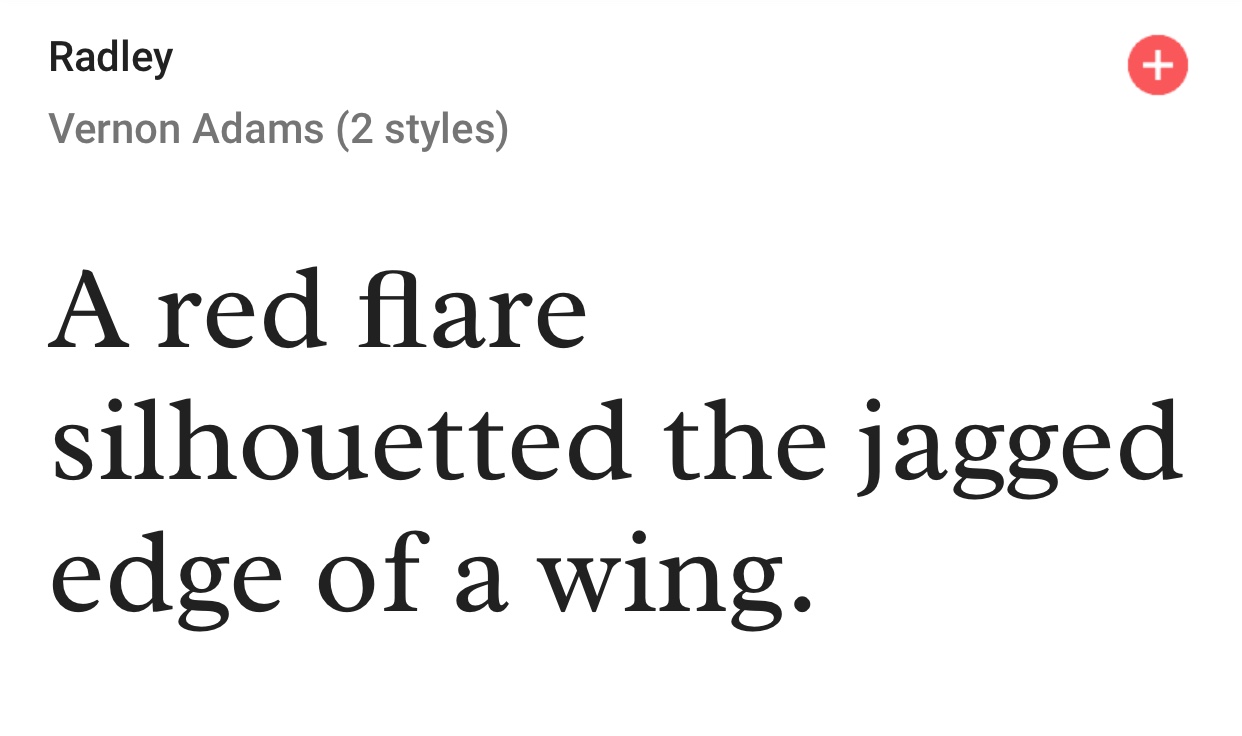 Radley
Vernon Adams (2 styles)
A red flare
silhouetted the jagged
edge of a wing.